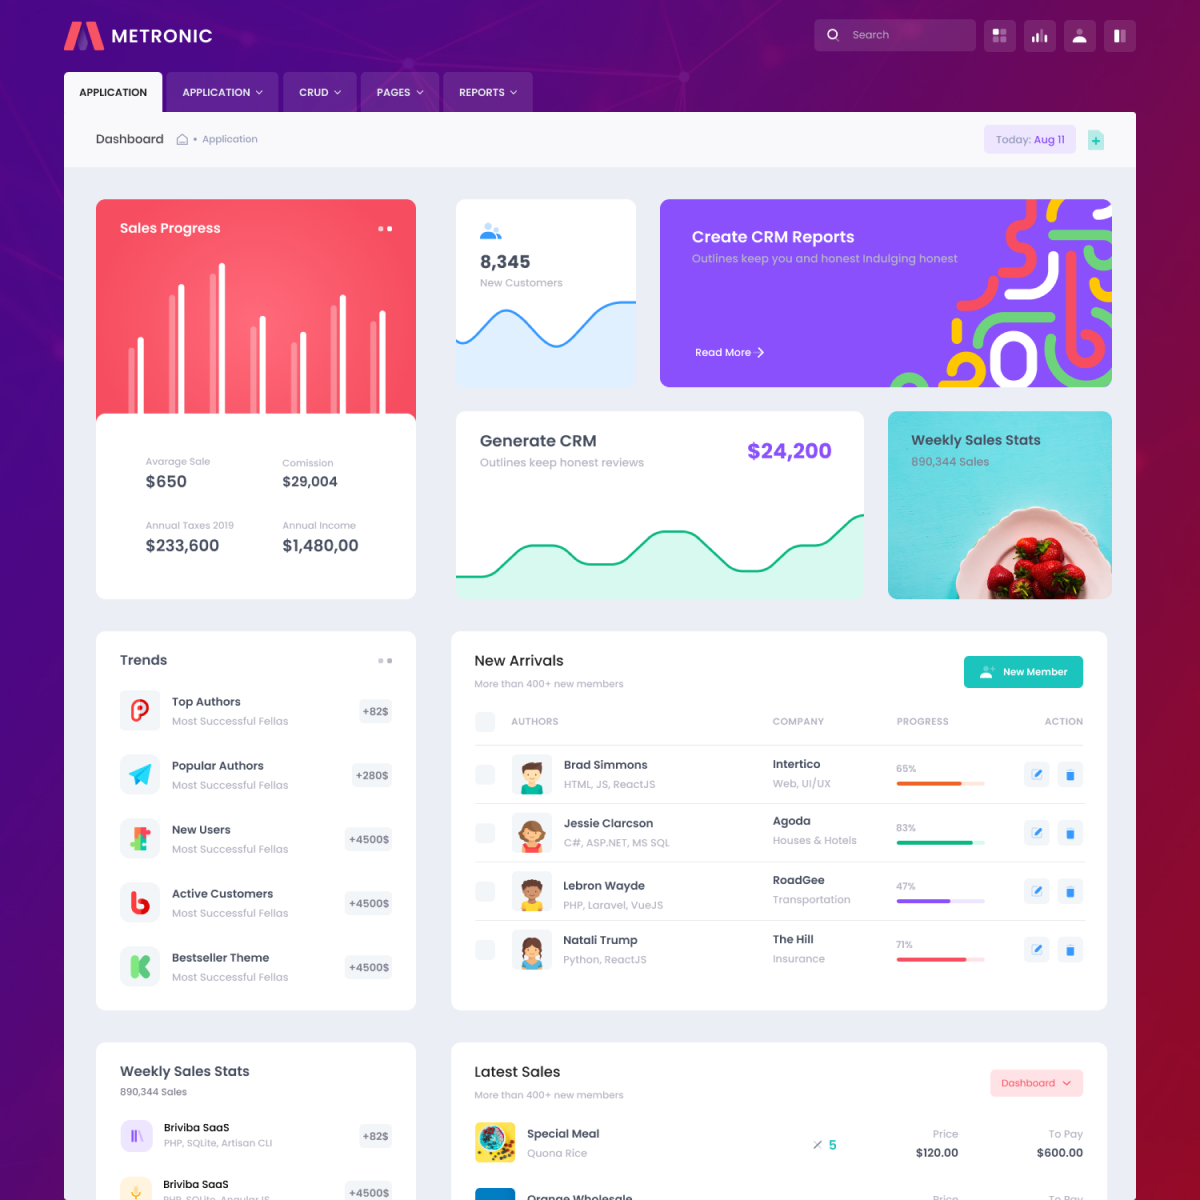 METRONIC
Search
APPLICATION
APPLICATION
CRUD
PAGES
REPORTS
Dashboard
• Application
Today: Aug 11
Sales Progress
Avarage Sale
$650
Comission
$29,004
Annual Taxes 2019
$233,600
Annual Income
$1,480,00
8,345
New Customers
Create CRM Reports
Outlines keep you and honest Indulging honest
Read More
Generate CRM
Outlines keep honest reviews
$24,200
Weekly Sales Stats
890,344 Sales
Trends
Top Authors
Most Successful Fellas
+82$
Popular Authors
Most Successful Fellas
+280$
New Users
Most Successful Fellas
+4500$
Active Customers
Most Successful Fellas
+4500$
Bestseller Theme
Most Successful Fellas
+4500$
New Arrivals
More than 400+ new members
New Member
AUTHORS COMPANY PROGRESS ACTION
Brad Simmons
HTML, JS, ReactJS
Intertico
Web, UI/UX
65%
Jessie Clarcson
C#, ASP.NET, MS SQL
Agoda
Houses & Hotels
83%
Lebron Wayde
PHP, Laravel, VueJS
RoadGee
Transportation
47%
Natali Trump
Python, ReactJS
The Hill
Insurance
71%
Weekly Sales Stats
890,344 Sales
Briviba SaaS
PHP, SQLite, Artisan CLI
+82$
Briviba SaaS
PHP, SQLite, AngularJS
+4500$
Latest Sales
More than 400+ new members
Dashboard
Special Meal
Quona Rice
5
Price
$120.00
To Pay
$600.00
Orange Wholesale
Price
To Pay